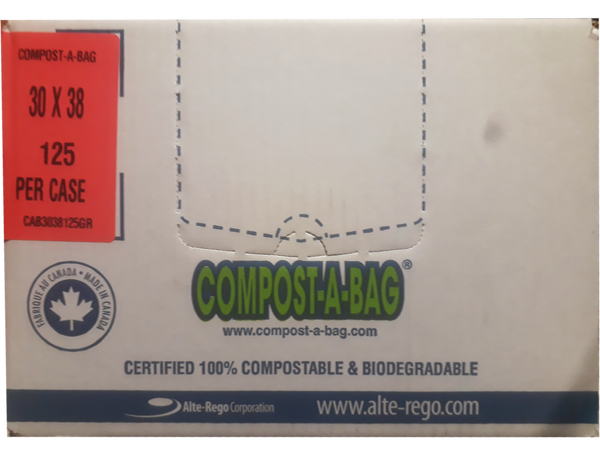 COMPOST-A-BAG
30 X 38
125
PER CASE
CAB3038125GR
FABRIQUÉ AU CANADA • MADE IN CANADA •
COMPOST-A-BAG®
www.compost-a-bag.com
CERTIFIED 100% COMPOSTABLE & BIODEGRADABLE
Alte-Rego Corporation
www.alte-rego.com